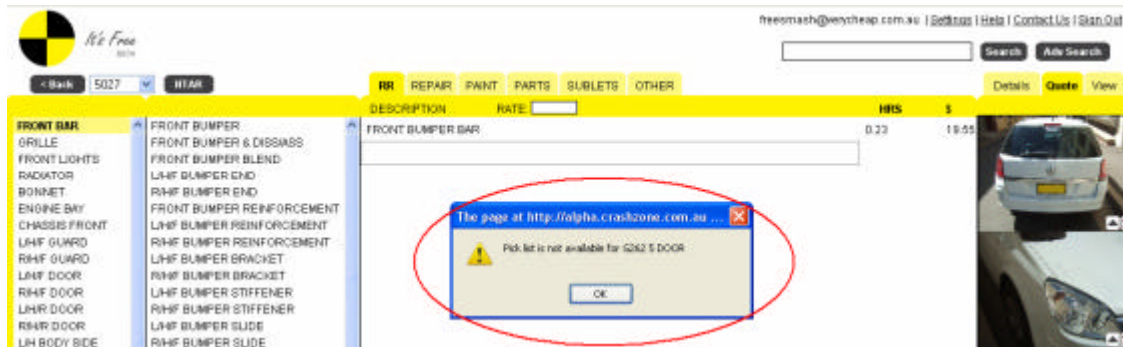 freesmash@verycheap.com.au | Settings | Help | Contact Us | Sign Out
It's Free
BETA
Search Adv Search
< Back 5027 NTAR
RR REPAIR PAINT PARTS SUBLETS OTHER
Details Quote View
DESCRIPTION RATE: HRS $
FRONT BAR
GRILLE
FRONT LIGHTS
RADIATOR
BONNET
ENGINE BAY
CHASSIS FRONT
L/H/F GUARD
R/H/F GUARD
L/H/F DOOR
R/H/F DOOR
L/H/R DOOR
R/H/R DOOR
L/H BODY SIDE
FRONT BUMPER
FRONT BUMPER & DISS/ASS
FRONT BUMPER BLEND
L/H/F BUMPER END
R/H/F BUMPER END
FRONT BUMPER REINFORCEMENT
L/H/F BUMPER REINFORCEMENT
R/H/F BUMPER REINFORCEMENT
L/H/F BUMPER BRACKET
R/H/F BUMPER BRACKET
L/H/F BUMPER STIFFENER
R/H/F BUMPER STIFFENER
L/H/F BUMPER SLIDE
R/H/F BUMPER SLIDE
FRONT BUMPER BAR 0.23
The page at http://alpha.crashzone.com.au ...
Pick list is not available for G262 5 DOOR
OK